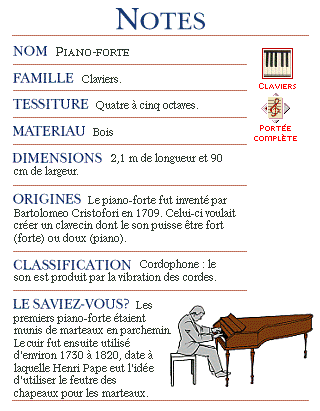 NOTES
NOM PIANO-FORTE
FAMILLE Claviers.
TESSITURE Quatre à cinq octaves.
MATERIAU Bois
DIMENSIONS 2,1 m de longueur et 90
cm de largeur.
ORIGINES Le piano-forte fut inventé par
Bartolomeo Cristofori en 1709. Celui-ci voulait
créer un clavecin dont le son puisse être fort
(forte) ou doux (piano).
CLASSIFICATION Cordophone : le
son est produit par la vibration des cordes.
LE SAVIEZ-VOUS? Les
premiers piano-forte étaient
munis de marteaux en parchemin.
Le cuir fut ensuite utilisé
d'environ 1730 à 1820, date à
laquelle Henri Pape eut l'idée
d'utiliser le feutre des
chapeaux pour les marteaux.
CLAVIERS
PORTÉE
COMPLÈTE